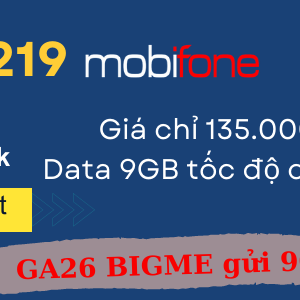 219 mobifone
Giá chỉ 135.00
k
Data 9GB tốc độ
t
GA26 BIGME gửi 9